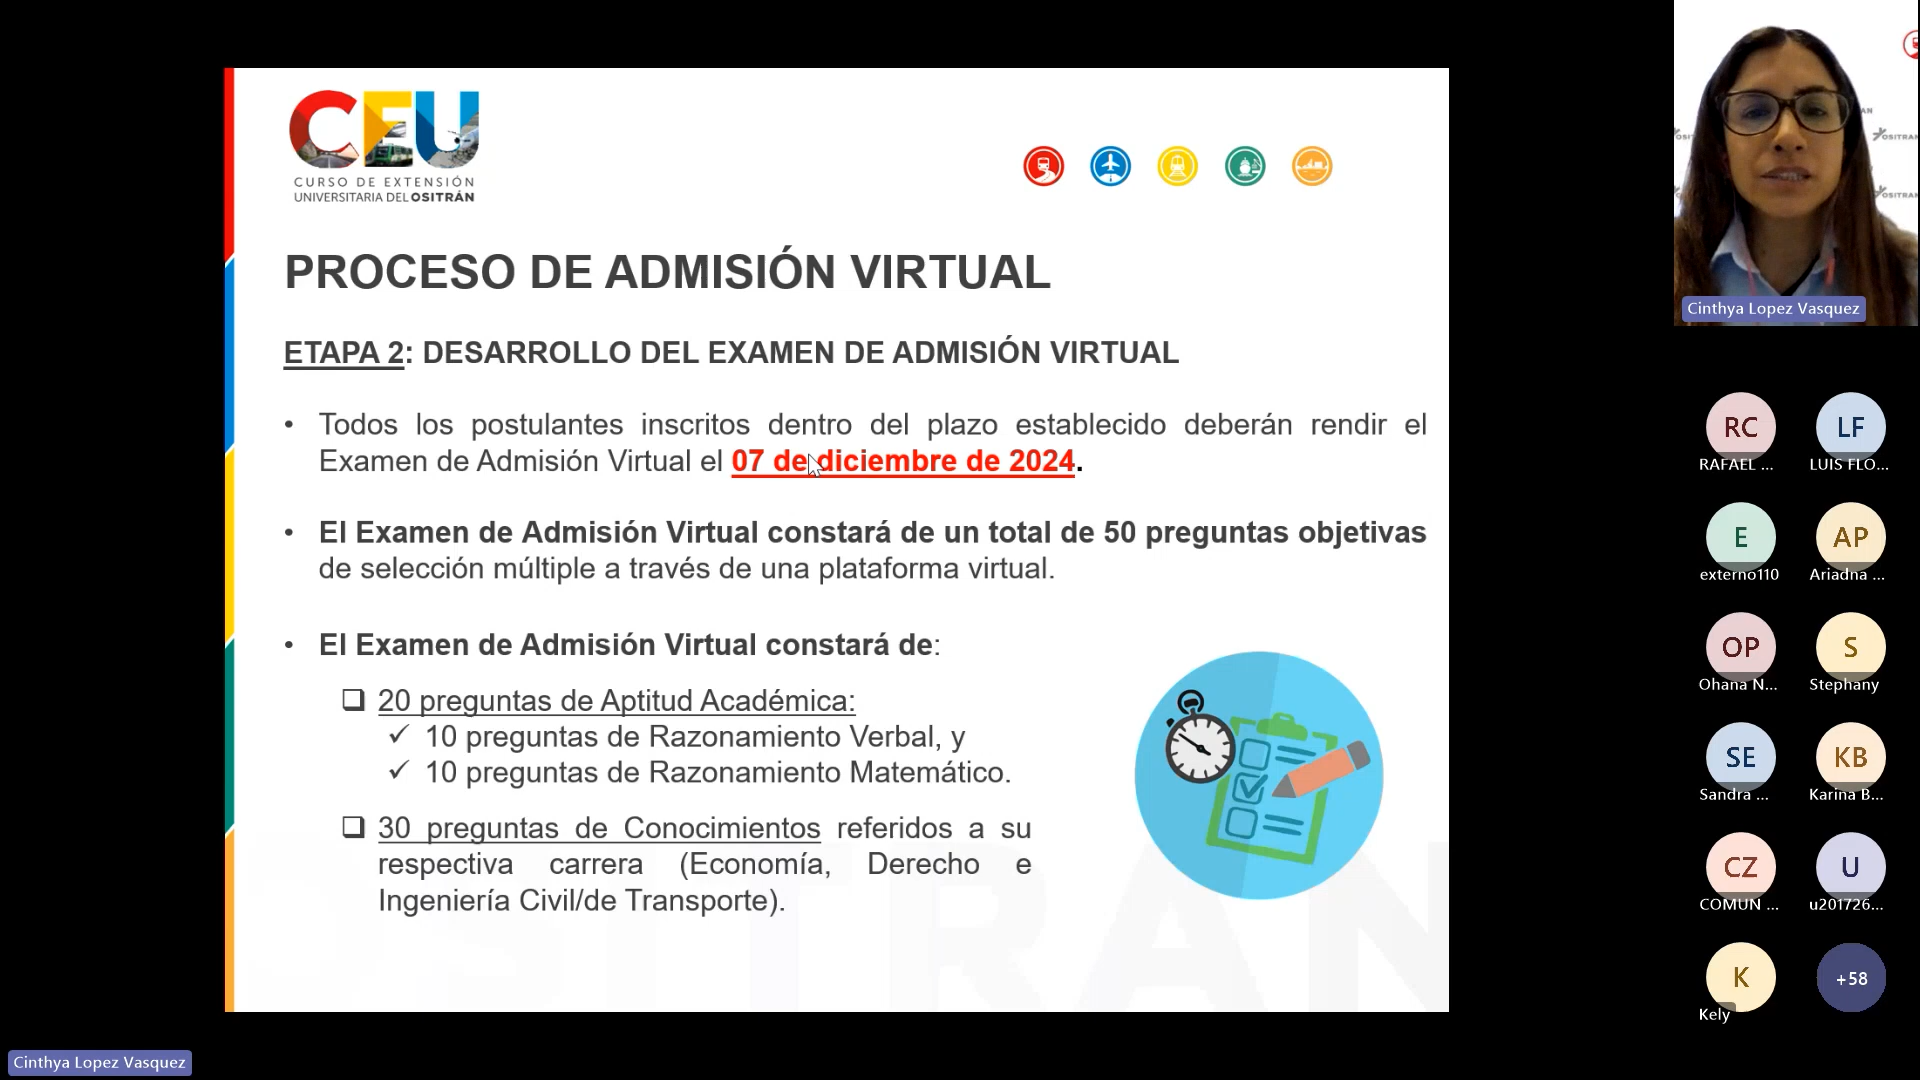 CEU
CURSO DE EXTENSIÓN
UNIVERSITARIA DEL OSITRÁN
PROCESO DE ADMISIÓN VIRTUAL
ETAPA 2: DESARROLLO DEL EXAMEN DE ADMISIÓN VIRTUAL
• Todos los postulantes inscritos dentro del plazo establecido deberán rendir el
Examen de Admisión Virtual el 07 de diciembre de 2024.
• El Examen de Admisión Virtual constará de un total de 50 preguntas objetivas
de selección múltiple a través de una plataforma virtual.
• El Examen de Admisión Virtual constará de:
❑ 20 preguntas de Aptitud Académica:
✓ 10 preguntas de Razonamiento Verbal, y
✓ 10 preguntas de Razonamiento Matemático.
❑ 30 preguntas de Conocimientos referidos a su
respectiva carrera (Economía, Derecho e
Ingeniería Civil/de Transporte).
OSITRAN
OSITRAN
Cinthya Lopez Vasquez
RC
RAFAEL ...
LF
LUIS FLO...
E
externo110
AP
Ariadna ...
OP
Ohana N...
S
Stephany
SE
Sandra ...
KB
Karina B...
CZ
COMUN ...
U
u201726...
K
Kely
+58
Cinthya Lopez Vasquez